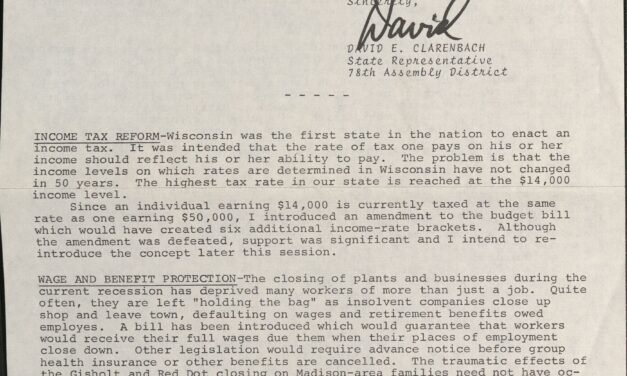 Sincerely,
David
DAVID E. CLARENBACH
State Representative
78th Assembly District
- - - - -
INCOME TAX REFORM-Wisconsin was the first state in the nation to enact an
income tax. It was intended that the rate of tax one pays on his or her
income should reflect his or her ability to pay. The problem is that the
income levels on which rates are determined in Wisconsin have not changed
in 50 years. The highest tax rate in our state is reached at the $14,000
income level.
Since an individual earning $14,000 is currently taxed at the same
rate as one earning $50,000, I introduced an amendment to the budget bill
which would have created six additional income-rate brackets. Although
the amendment was defeated, support was significant and I intend to re-
introduce the concept later this session.
WAGE AND BENEFIT PROTECTION-The closing of plants and businesses during the
current recession has deprived many workers of more than just a job. Quite
often, they are left "holding the bag" as insolvent companies close up
shop and leave town, defaulting on wages and retirement benefits owed
employes. A bill has been introduced which would guarantee that workers
would receive their full wages due them when their places of employment
close down. Other legislation would require advance notice before group
health insurance or other benefits are cancelled. The traumatic effects of
the Gisholt and Red Dot closing on Madison-area families need not have oc-